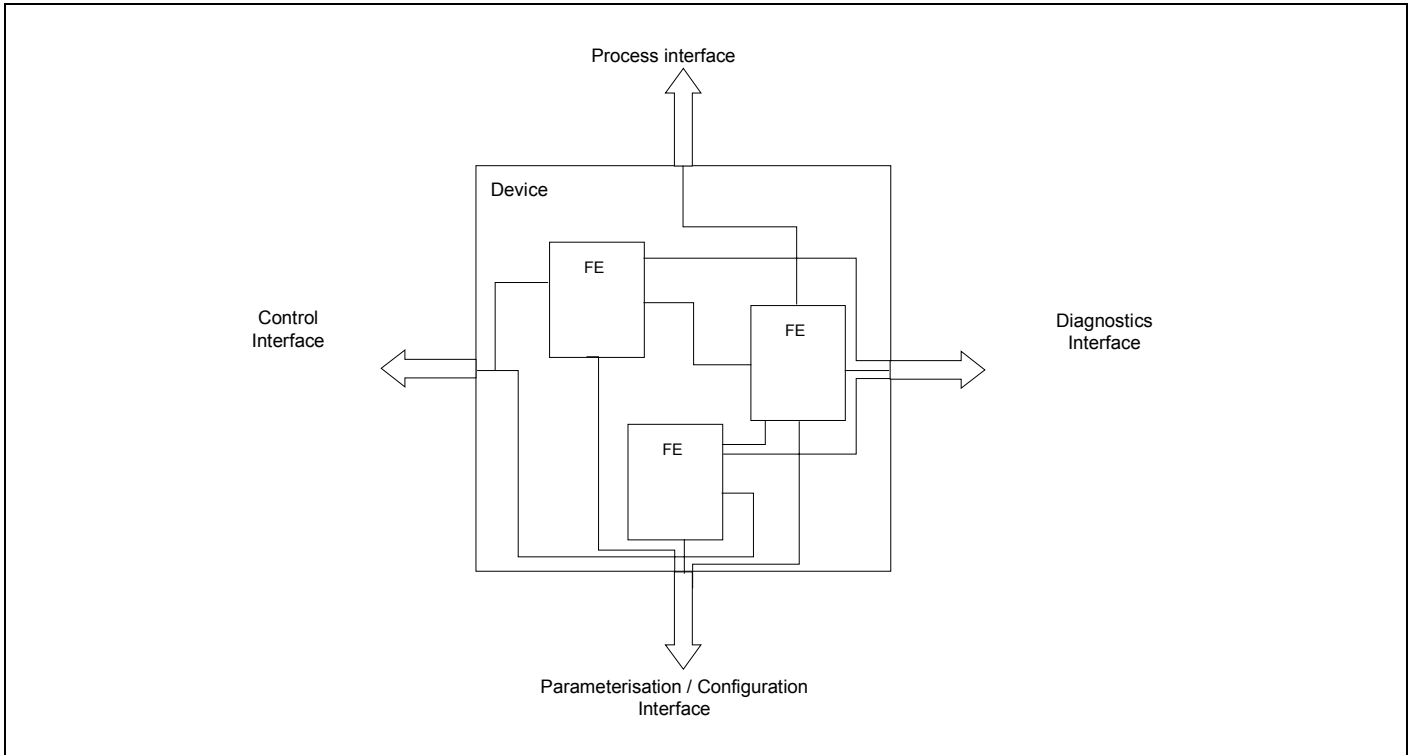 Process interface
Device
FE
Control
Interface
FE
Diagnostics
Interface
FE
Parameterisation / Configuration
Interface